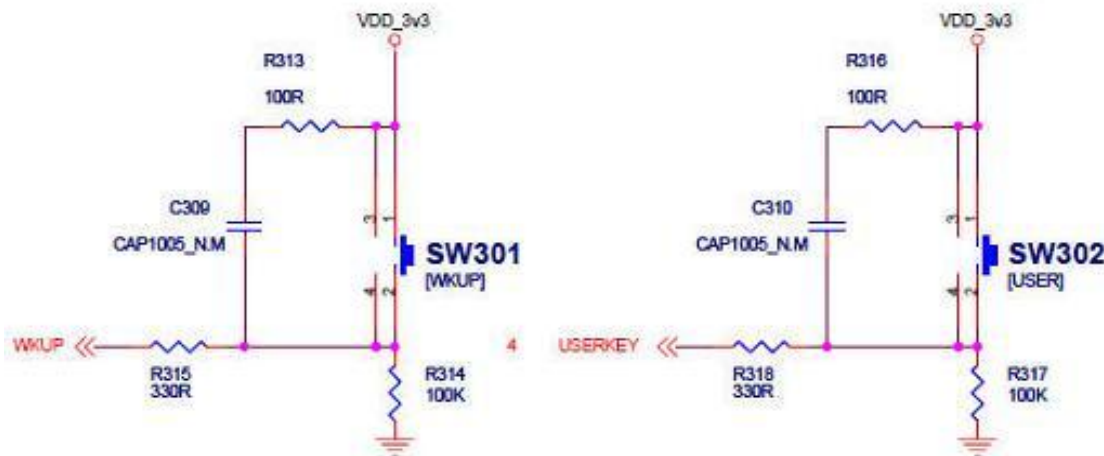 VDD_3v3
R313
100R
C309
CAP1005_N.M
3
1
SW301
[WKUP]
4
2
WKUP
R315
330R
R314
100K
VDD_3v3
R316
100R
C310
CAP1005_N.M
3
1
SW302
[USER]
4
2
4
USERKEY
R318
330R
R317
100K